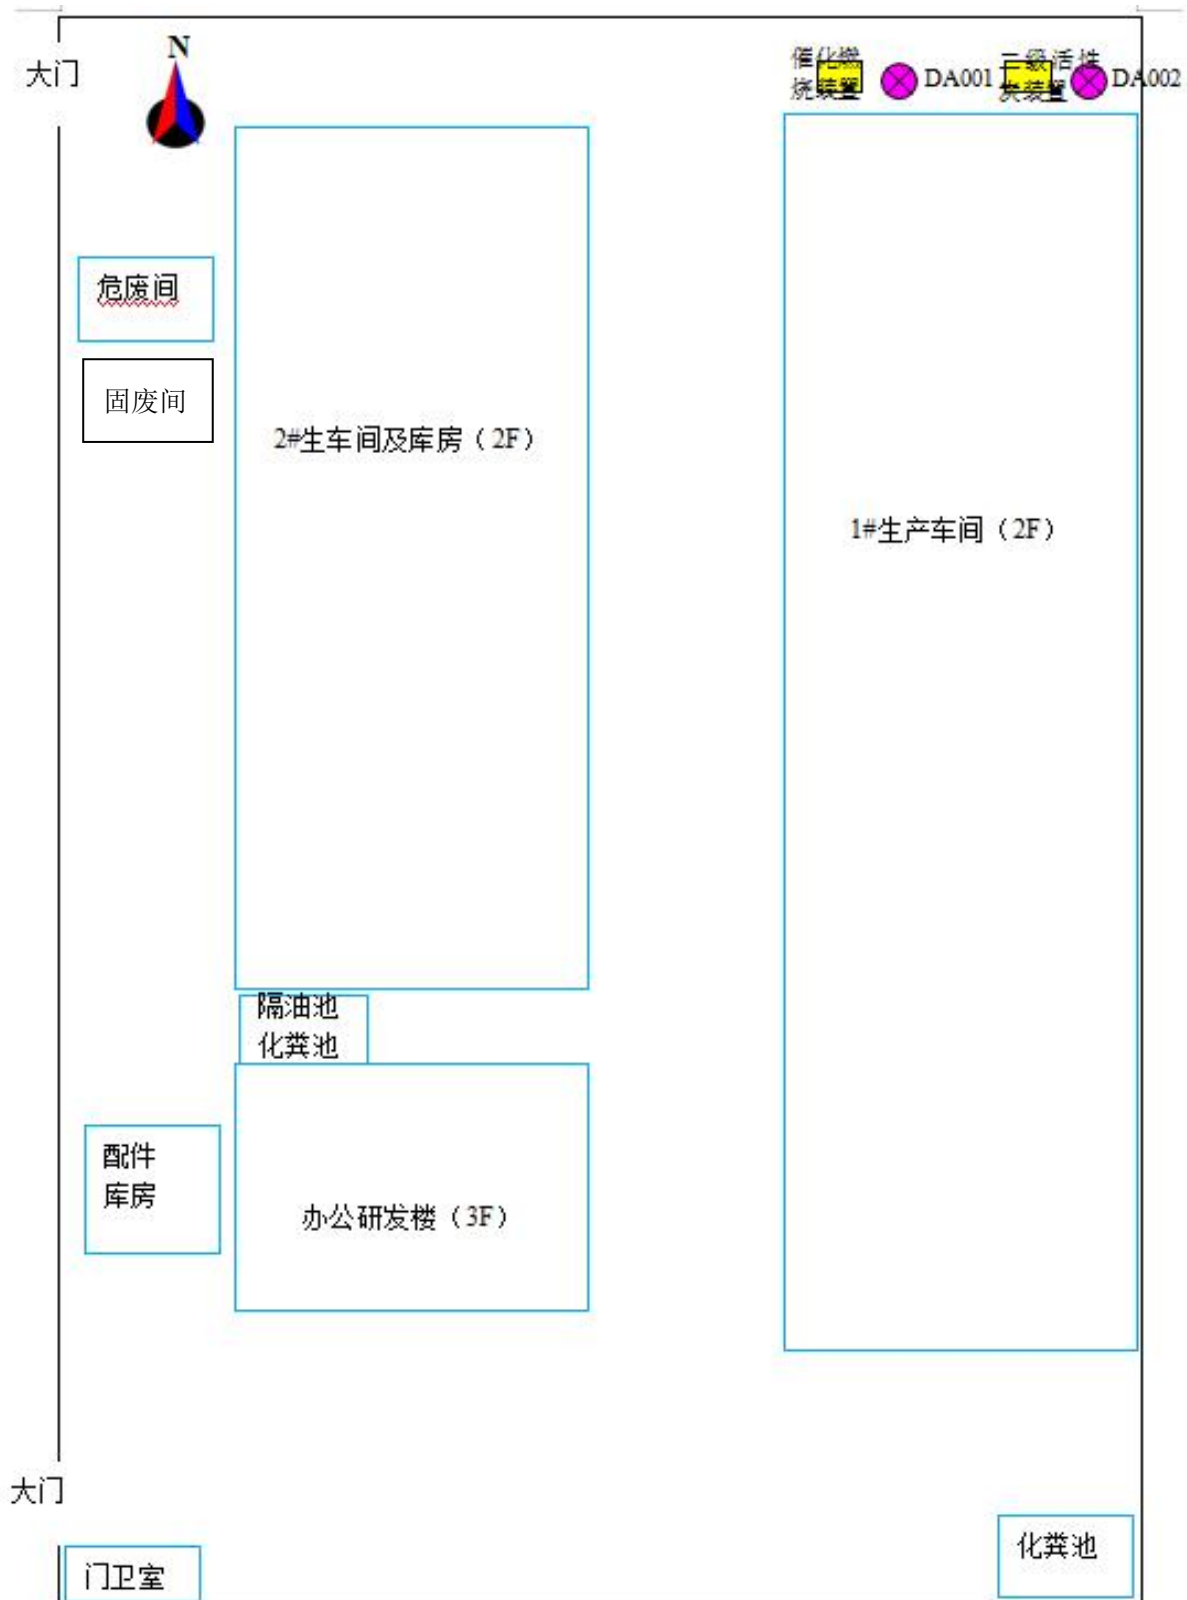 N
大门
催化燃
烧装置
DA001
二级活性
炭装置
DA002
危废间
固废间
2#生车间及库房（2F）
1#生产车间（2F）
隔油池
化粪池
配件
库房
办公研发楼（3F）
大门
化粪池
门卫室